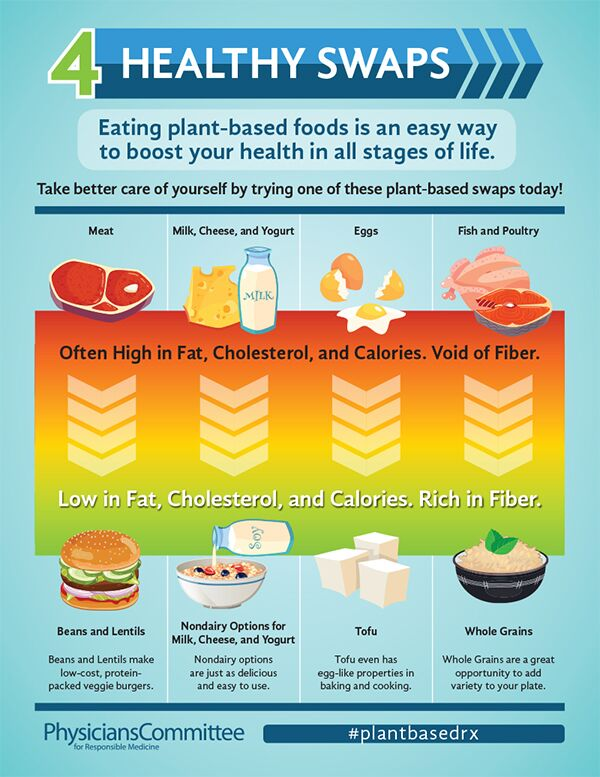 4 HEALTHY SWAPS
Eating plant-based foods is an easy way
to boost your health in all stages of life.
Take better care of yourself by trying one of these plant-based swaps today!
Meat
Milk, Cheese, and Yogurt
Eggs
Fish and Poultry
MILK
Often High in Fat, Cholesterol, and Calories. Void of Fiber.
Low in Fat, Cholesterol, and Calories. Rich in Fiber.
SOY
Beans and Lentils
Beans and Lentils make
low-cost, protein-
packed veggie burgers.
Nondairy Options for
Milk, Cheese, and Yogurt
Nondairy options
are just as delicious
and easy to use.
Tofu
Tofu even has
egg-like properties in
baking and cooking.
Whole Grains
Whole Grains are a great
opportunity to add
variety to your plate.
PhysiciansCommittee
for Responsible Medicine
#plantbasedrx